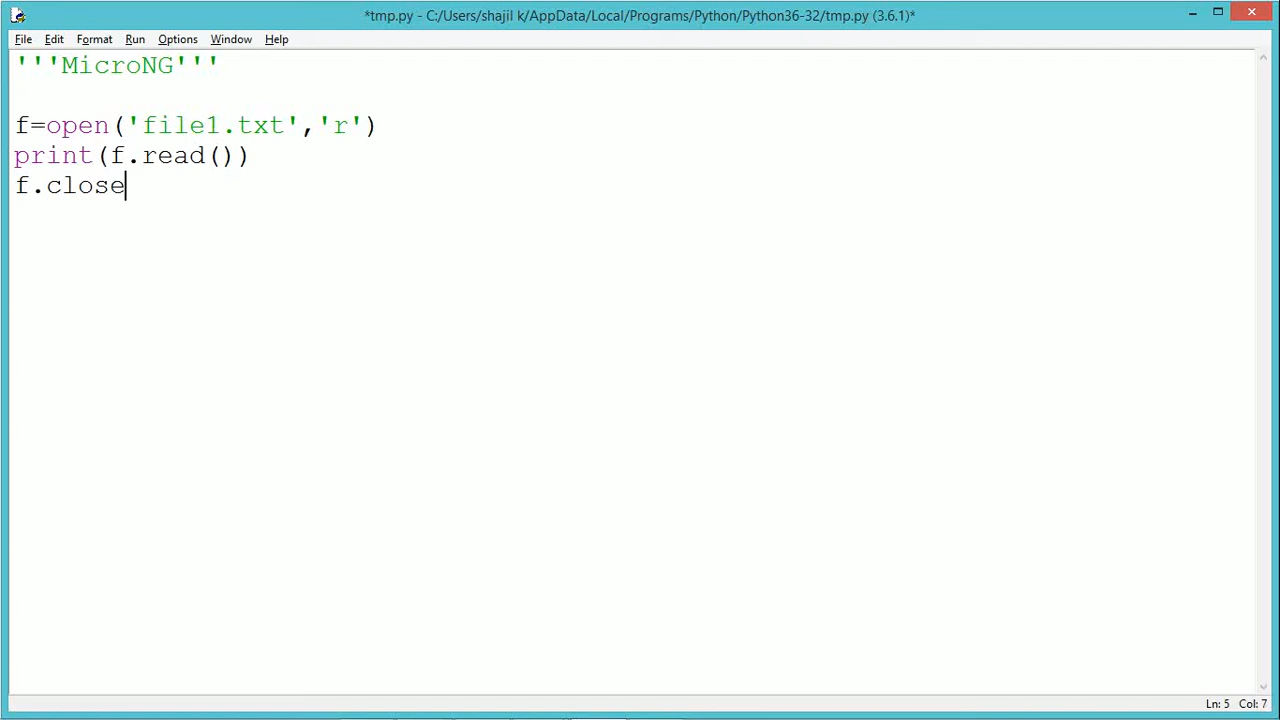 *tmp.py - C:/Users/shajil k/AppData/Local/Programs/Python/Python36-32/tmp.py (3.6.1)*
File Edit Format Run Options Window Help
'''MicroNG'''
f=open('file1.txt','r')
print(f.read())
f.close
Ln: 5 Col: 7